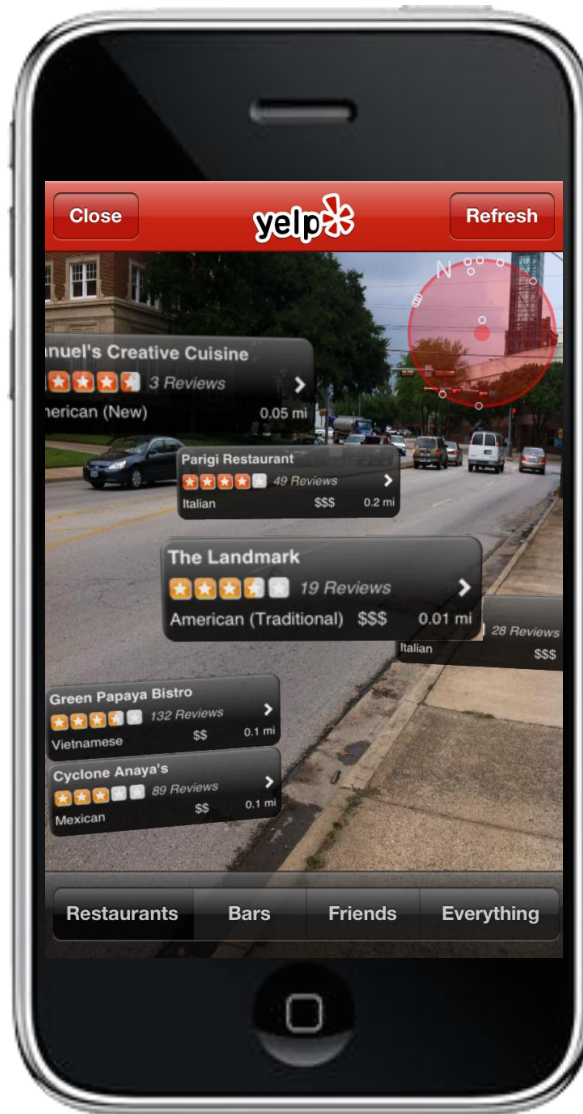 Close
yelp
Refresh
N
nuel's Creative Cuisine
3 Reviews
merican (New)
0.05 mi
Parigi Restaurant
49 Reviews
Italian $$$ 0.2 mi
The Landmark
19 Reviews
American (Traditional) $$$ 0.01 mi
28 Reviews
Italian $$$
Green Papaya Bistro
132 Reviews
Vietnamese $$ 0.1 mi
Cyclone Anaya's
89 Reviews
Mexican $$ 0.1 mi
Restaurants Bars Friends Everything